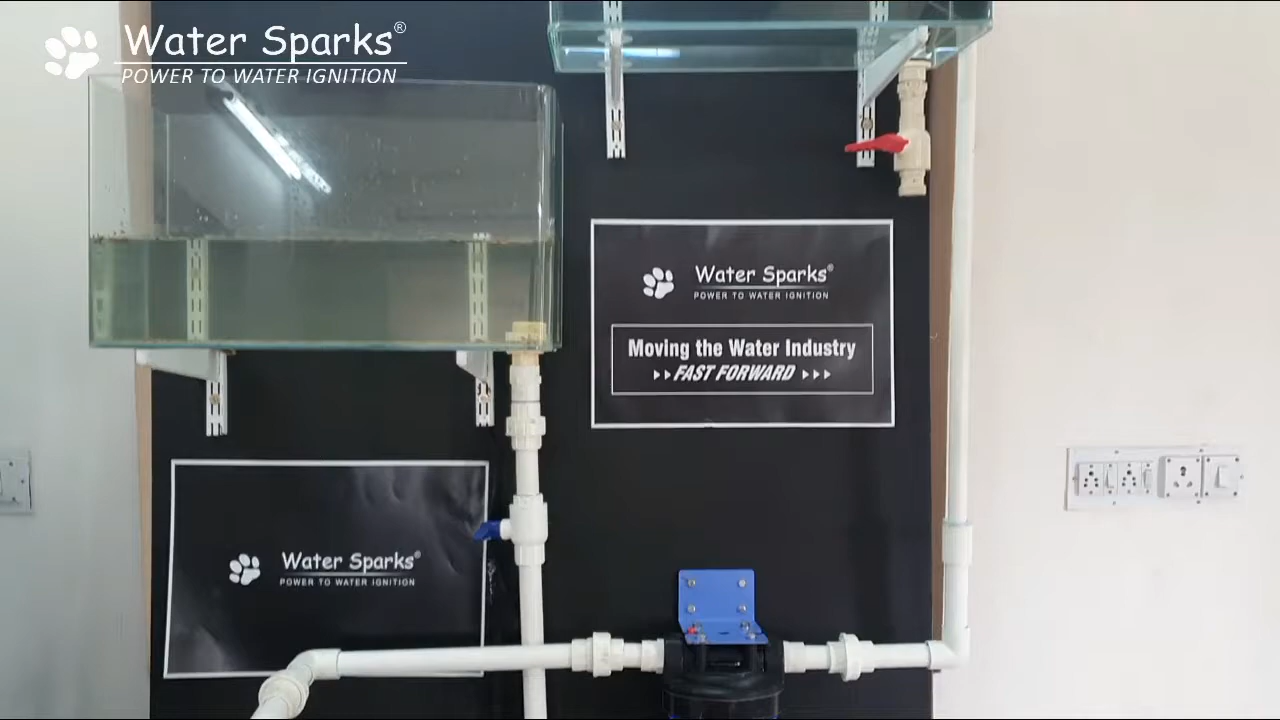 Water Sparks®
POWER TO WATER IGNITION
Water Sparks®
POWER TO WATER IGNITION
Moving the Water Industry
FAST FORWARD
Water Sparks®
POWER TO WATER IGNITION